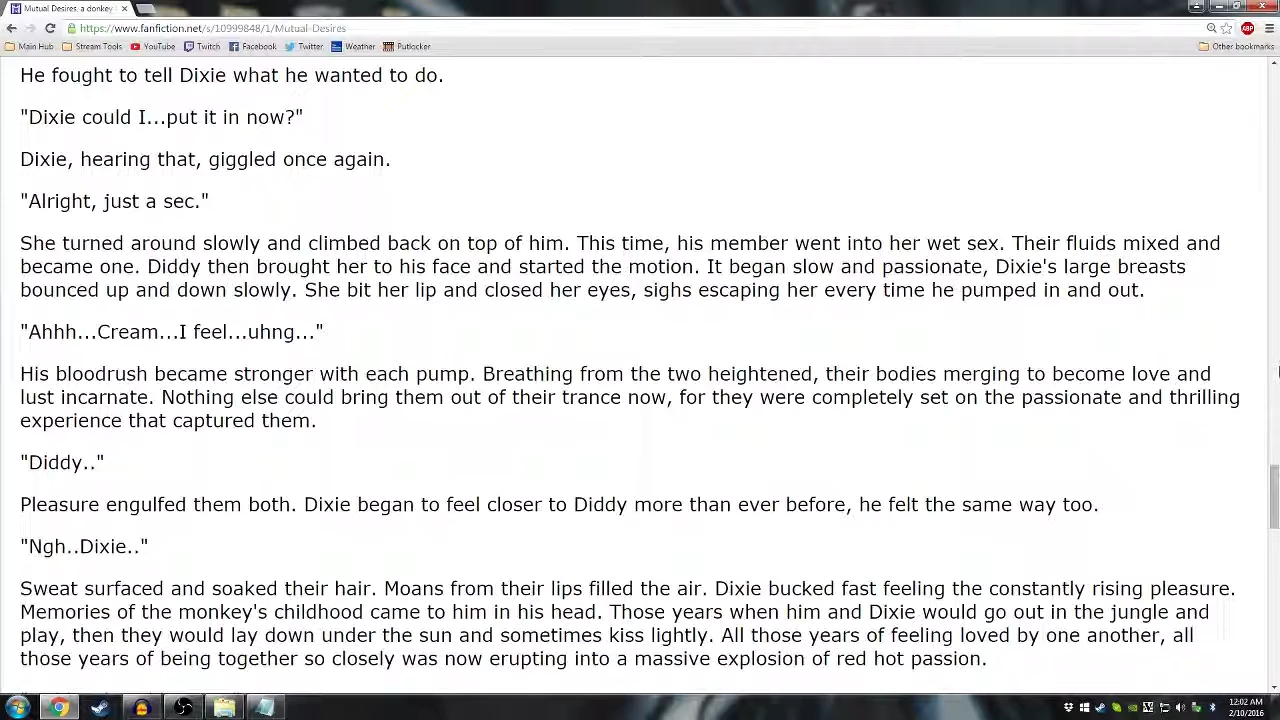 Mutual Desires, a donkey
https://www.fanfiction.net/s/10999848/1/Mutual-Desires
ABP
Main Hub Stream Tools YouTube Twitch Facebook Twitter Weather Putlocker Other bookmarks
He fought to tell Dixie what he wanted to do.
"Dixie could I...put it in now?"
Dixie, hearing that, giggled once again.
"Alright, just a sec."
She turned around slowly and climbed back on top of him. This time, his member went into her wet sex. Their fluids mixed and
became one. Diddy then brought her to his face and started the motion. It began slow and passionate, Dixie's large breasts
bounced up and down slowly. She bit her lip and closed her eyes, sighs escaping her every time he pumped in and out.
"Ahhh...Cream...I feel...uhng..."
His bloodrush became stronger with each pump. Breathing from the two heightened, their bodies merging to become love and
lust incarnate. Nothing else could bring them out of their trance now, for they were completely set on the passionate and thrilling
experience that captured them.
"Diddy.."
Pleasure engulfed them both. Dixie began to feel closer to Diddy more than ever before, he felt the same way too.
"Ngh..Dixie.."
Sweat surfaced and soaked their hair. Moans from their lips filled the air. Dixie bucked fast feeling the constantly rising pleasure.
Memories of the monkey's childhood came to him in his head. Those years when him and Dixie would go out in the jungle and
play, then they would lay down under the sun and sometimes kiss lightly. All those years of feeling loved by one another, all
those years of being together so closely was now erupting into a massive explosion of red hot passion.
12:02 AM
2/10/2016